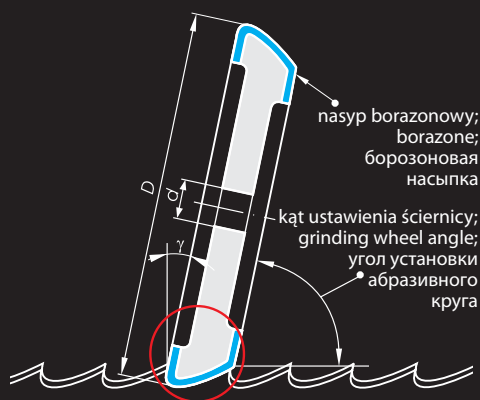 nasyp borazonowy;
borazone;
борозоновая
насыпка
D
d
kąt ustawienia ściernicy;
grinding wheel angle;
угол установки
абразивного
круга
γ